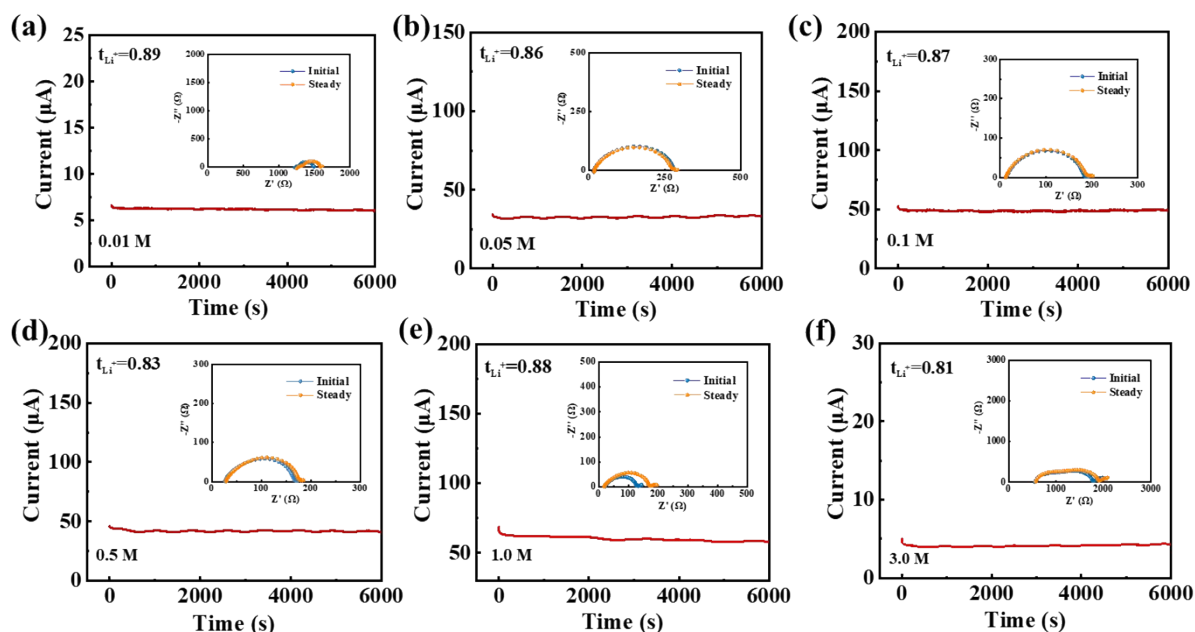 (a)
t_Li⁺=0.89
Current (μA)
25
20
15
10
5
0
0.01 M
0 2000 4000 6000
Time (s)
Initial
Steady
-Z'' (Ω)
2000
1500
1000
500
0
0 500 1000 1500 2000
Z' (Ω)
(b)
t_Li⁺=0.86
Current (μA)
150
100
50
0
0.05 M
0 2000 4000 6000
Time (s)
Initial
Steady
-Z'' (Ω)
500
250
0
0 250 500
Z' (Ω)
(c)
t_Li⁺=0.87
Current (μA)
200
150
100
50
0
0.1 M
0 2000 4000 6000
Time (s)
Initial
Steady
-Z'' (Ω)
300
200
100
0
0 100 200 300
Z' (Ω)
(d)
t_Li⁺=0.83
Current (μA)
200
150
100
50
0
0.5 M
0 2000 4000 6000
Time (s)
Initial
Steady
-Z'' (Ω)
300
200
100
0
0 100 200 300
Z' (Ω)
(e)
t_Li⁺=0.88
Current (μA)
200
150
100
50
1.0 M
0 2000 4000 6000
Time (s)
Initial
Steady
-Z'' (Ω)
500
400
300
200
100
0
0 100 200 300 400 500
Z' (Ω)
(f)
t_Li⁺=0.81
Current (μA)
30
20
10
0
3.0 M
0 2000 4000 6000
Time (s)
Initial
Steady
-Z'' (Ω)
3000
2000
1000
0
0 1000 2000 3000
Z' (Ω)